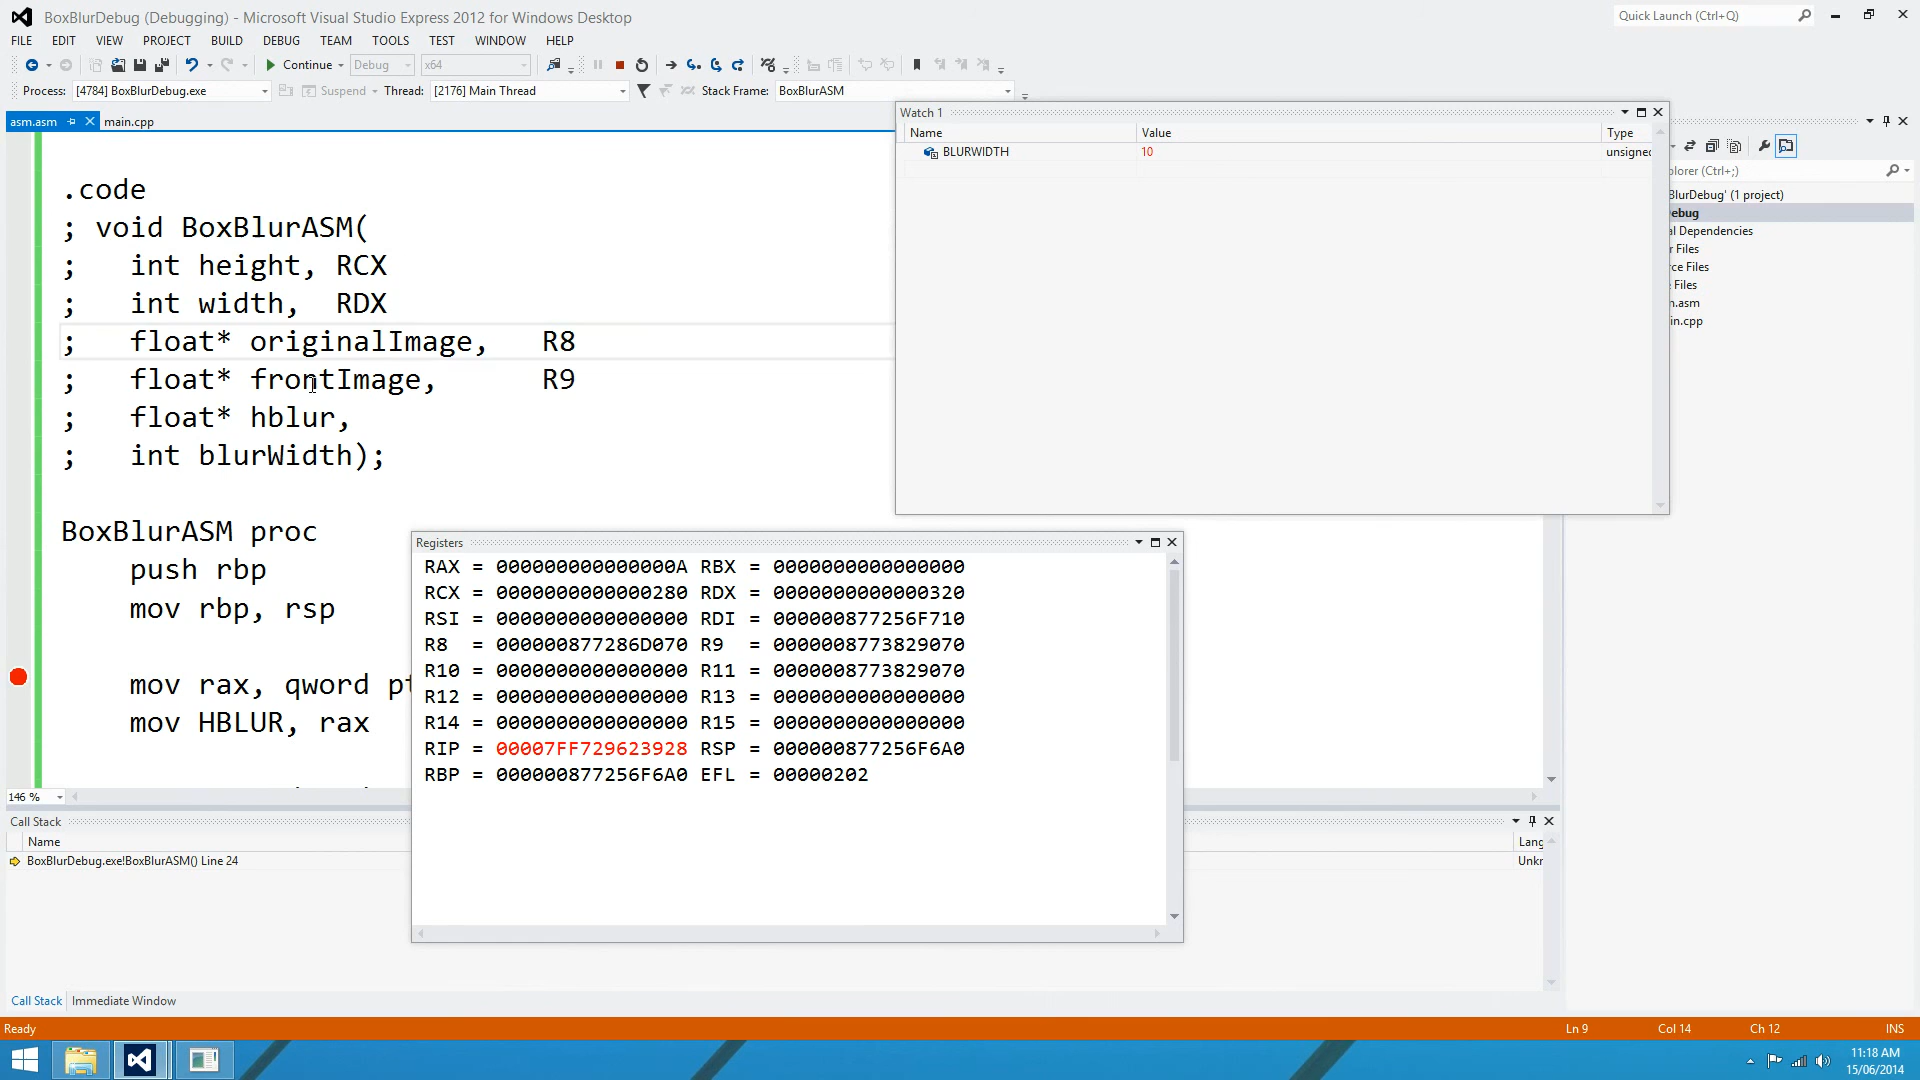 BoxBlurDebug (Debugging) - Microsoft Visual Studio Express 2012 for Windows Desktop
Quick Launch (Ctrl+Q)
FILE EDIT VIEW PROJECT BUILD DEBUG TEAM TOOLS TEST WINDOW HELP
Continue Debug x64
Process: [4784] BoxBlurDebug.exe Suspend Thread: [2176] Main Thread Stack Frame: BoxBlurASM
asm.asm main.cpp
.code
; void BoxBlurASM(
; int height, RCX
; int width, RDX
; float* originalImage, R8
; float* frontImage, R9
; float* hblur,
; int blurWidth);
BoxBlurASM proc
push rbp
mov rbp, rsp
mov rax, qword pt
mov HBLUR, rax
146 %
Watch 1
Name Value Type
BLURWIDTH 10 unsigned
plorer (Ctrl+;)
BlurDebug' (1 project)
ebug
al Dependencies
r Files
rce Files
Files
m.asm
in.cpp
Registers
RAX = 000000000000000A RBX = 0000000000000000
RCX = 0000000000000280 RDX = 0000000000000320
RSI = 0000000000000000 RDI = 000000877256F710
R8 = 000000877286D070 R9 = 0000008773829070
R10 = 0000000000000000 R11 = 0000008773829070
R12 = 0000000000000000 R13 = 0000000000000000
R14 = 0000000000000000 R15 = 0000000000000000
RIP = 00007FF729623928 RSP = 000000877256F6A0
RBP = 000000877256F6A0 EFL = 00000202
Call Stack
Name Lang
BoxBlurDebug.exe!BoxBlurASM() Line 24 Unkr
Call Stack Immediate Window
Ready Ln 9 Col 14 Ch 12 INS
11:18 AM
15/06/2014